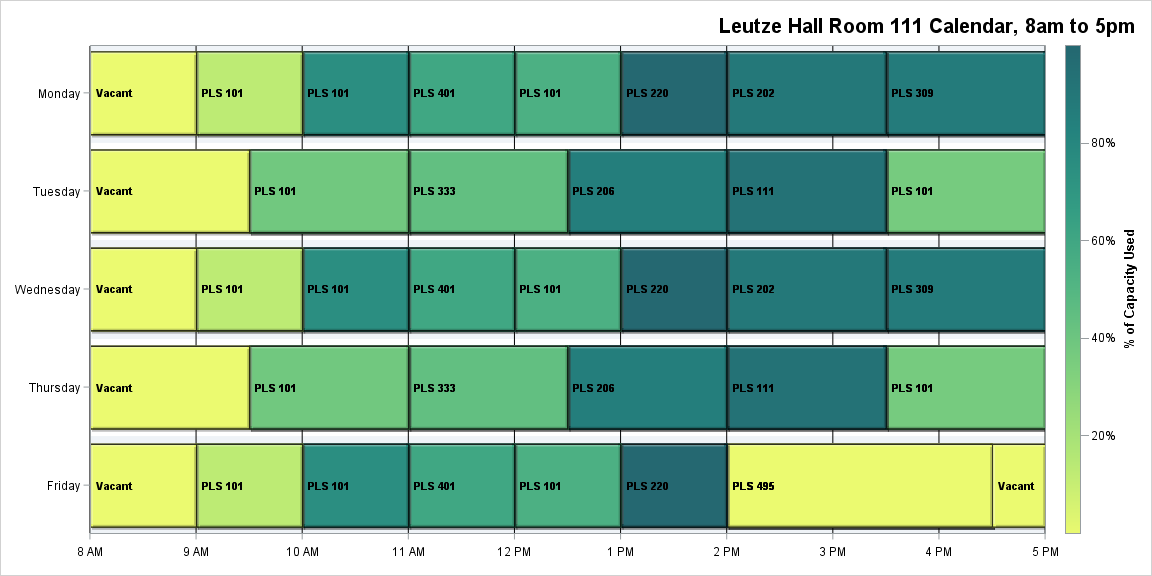 Leutze Hall Room 111 Calendar, 8am to 5pm
Monday
Vacant
PLS 101
PLS 101
PLS 401
PLS 101
PLS 220
PLS 202
PLS 309
Tuesday
Vacant
PLS 101
PLS 333
PLS 206
PLS 111
PLS 101
Wednesday
Vacant
PLS 101
PLS 101
PLS 401
PLS 101
PLS 220
PLS 202
PLS 309
Thursday
Vacant
PLS 101
PLS 333
PLS 206
PLS 111
PLS 101
Friday
Vacant
PLS 101
PLS 101
PLS 401
PLS 101
PLS 220
PLS 495
Vacant
8 AM
9 AM
10 AM
11 AM
12 PM
1 PM
2 PM
3 PM
4 PM
5 PM
80%
60%
40%
20%
% of Capacity Used